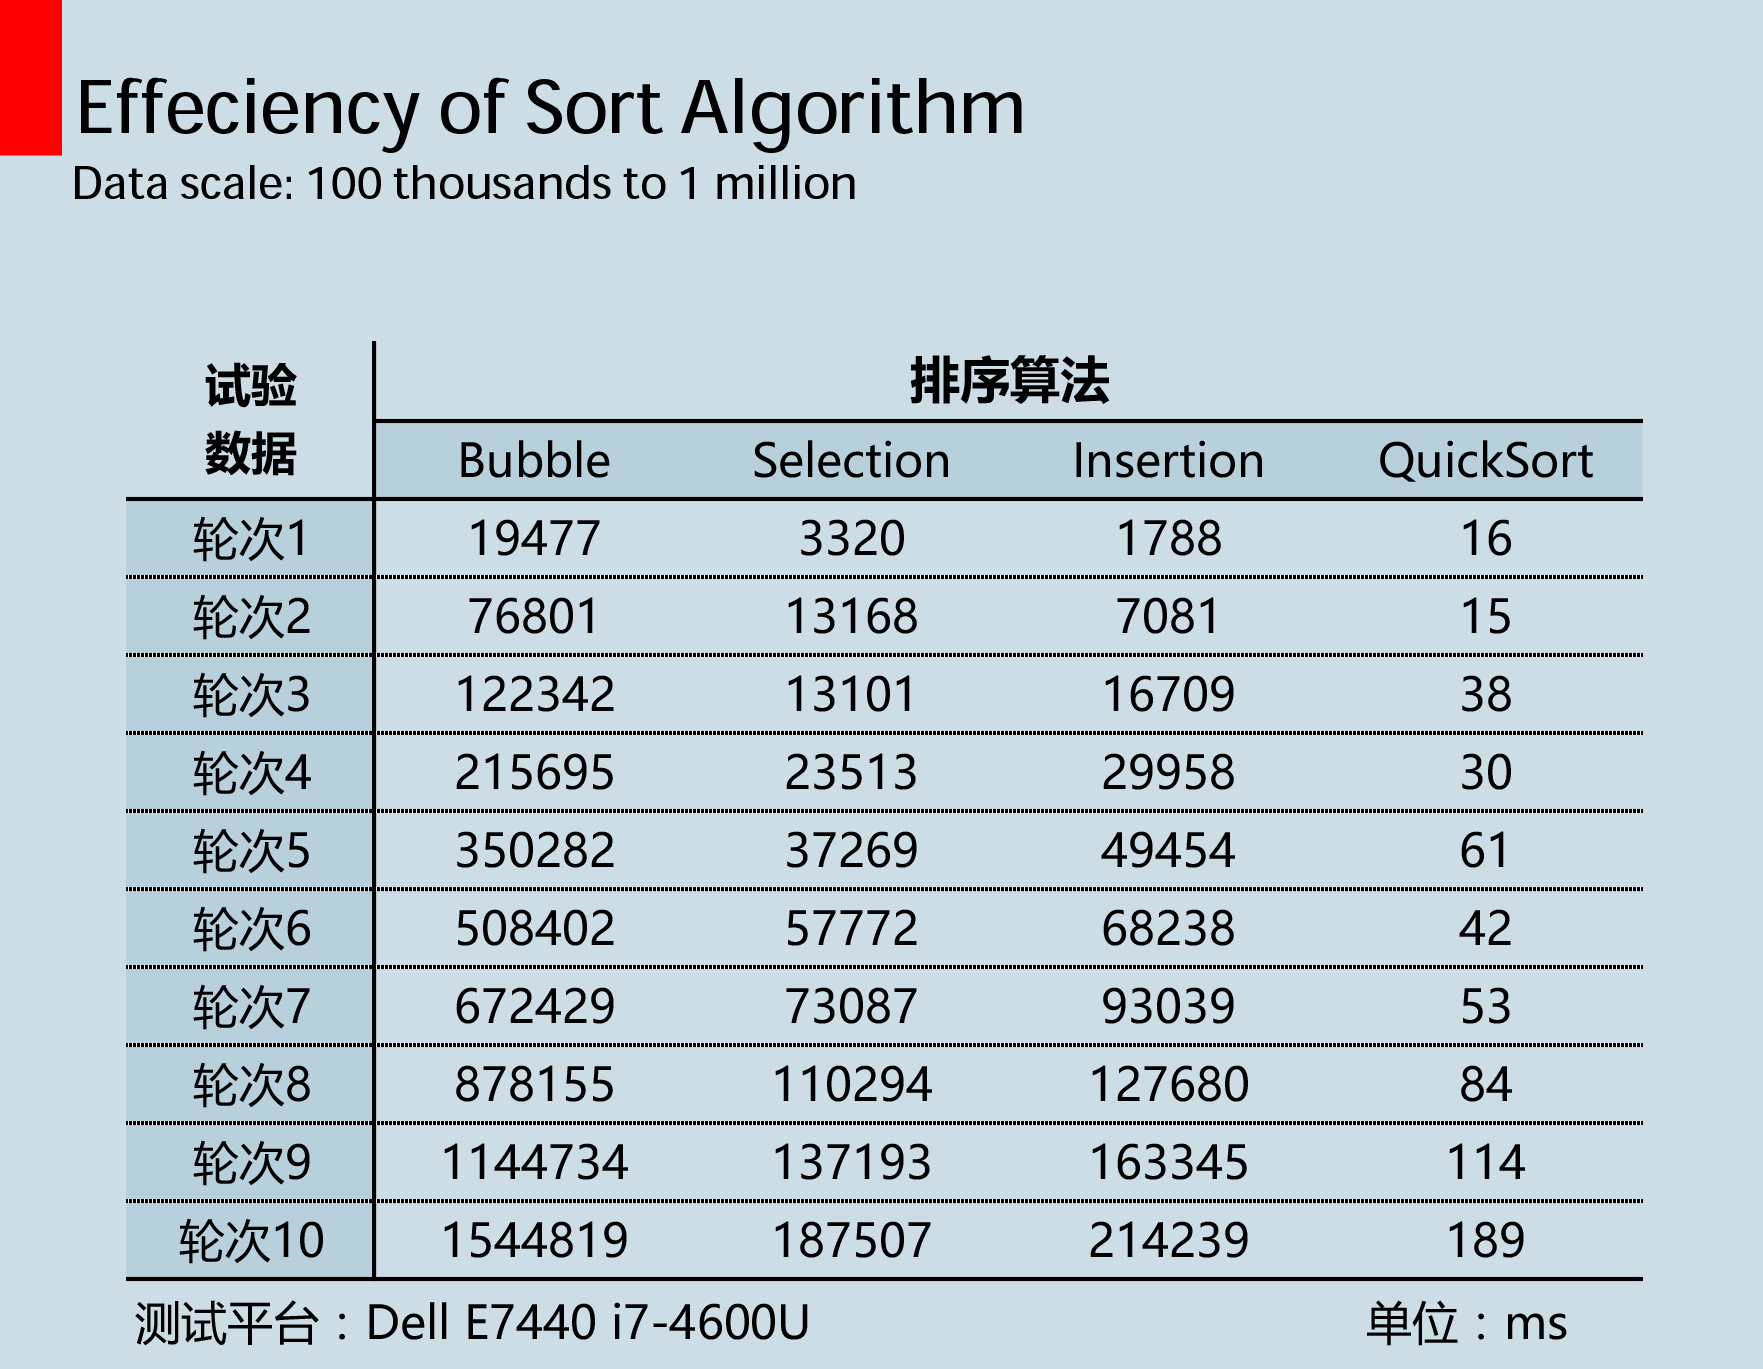 Effeciency of Sort Algorithm
Data scale: 100 thousands to 1 million
试验
数据
排序算法
Bubble Selection Insertion QuickSort
轮次1 19477 3320 1788 16
轮次2 76801 13168 7081 15
轮次3 122342 13101 16709 38
轮次4 215695 23513 29958 30
轮次5 350282 37269 49454 61
轮次6 508402 57772 68238 42
轮次7 672429 73087 93039 53
轮次8 878155 110294 127680 84
轮次9 1144734 137193 163345 114
轮次10 1544819 187507 214239 189
测试平台：Dell E7440 i7-4600U 单位：ms